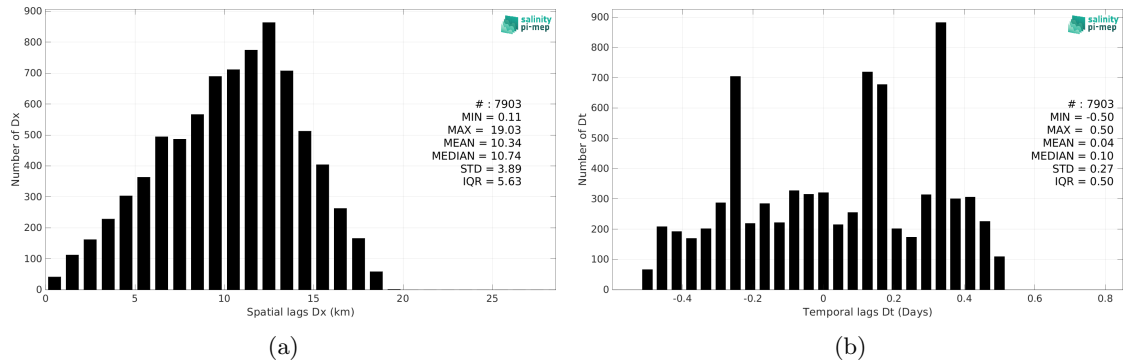 900
800
700
600
500
400
300
200
100
0
Number of Dx
0
5
10
15
20
25
Spatial lags Dx (km)
salinity
pi-mep
# : 7903
MIN = 0.11
MAX = 19.03
MEAN = 10.34
MEDIAN = 10.74
STD = 3.89
IQR = 5.63
(a)
900
800
700
600
500
400
300
200
100
0
Number of Dt
-0.4
-0.2
0
0.2
0.4
0.6
0.8
Temporal lags Dt (Days)
salinity
pi-mep
# : 7903
MIN = -0.50
MAX = 0.50
MEAN = 0.04
MEDIAN = 0.10
STD = 0.27
IQR = 0.50
(b)